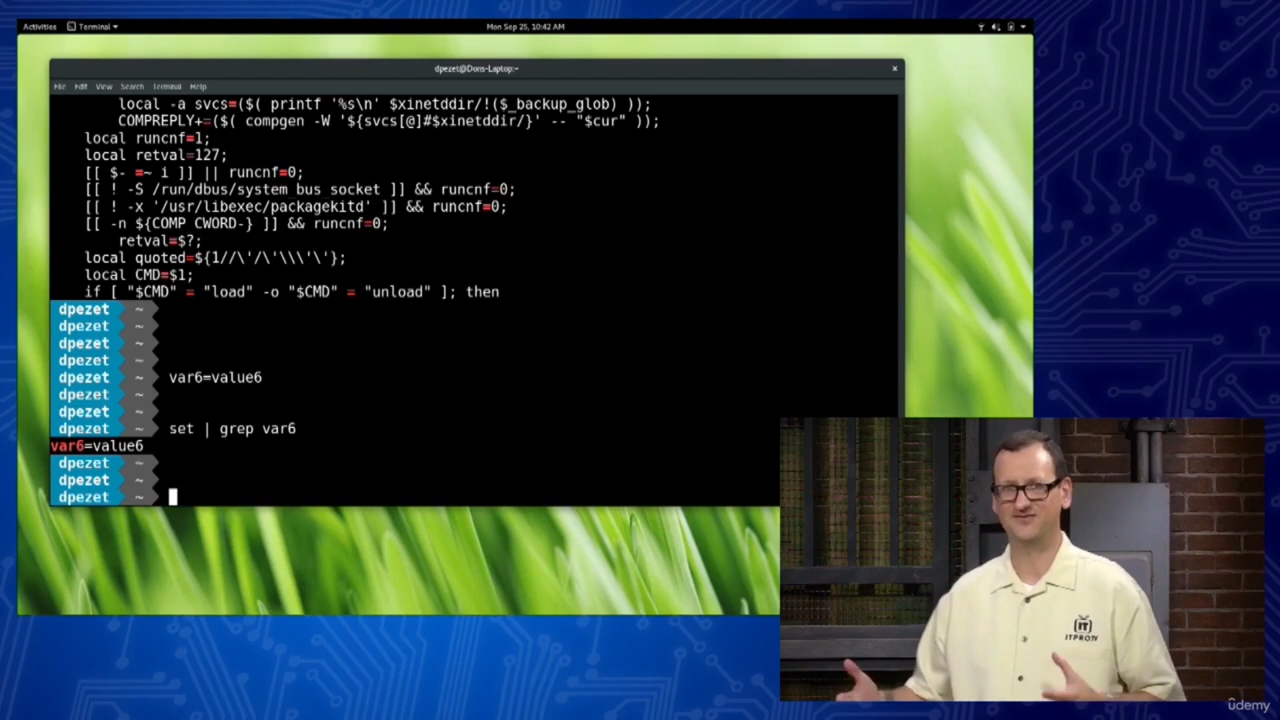 Activities Terminal Mon Sep 25, 10:42 AM
dpezet@Dons-Laptop:~
File Edit View Search Terminal Help
local -a svcs=($( printf '%s\n' $xinetddir/!($_backup_glob) ));
COMPREPLY+=($( compgen -W '${svcs[@]#$xinetddir/}' -- "$cur" ));
local runcnf=1;
local retval=127;
[[ $- =~ i ]] || runcnf=0;
[[ ! -S /run/dbus/system_bus_socket ]] && runcnf=0;
[[ ! -x '/usr/libexec/packagekitd' ]] && runcnf=0;
[[ -n ${COMP_CWORD-} ]] && runcnf=0;
retval=$?;
local quoted=${1//\'/\'\\\'\'};
local CMD=$1;
if [ "$CMD" = "load" -o "$CMD" = "unload" ]; then
dpezet ~
dpezet ~
dpezet ~
dpezet ~
dpezet ~ var6=value6
dpezet ~
dpezet ~
dpezet ~ set | grep var6
var6=value6
dpezet ~
dpezet ~
dpezet ~
IT
ITPROTV
ûdemy